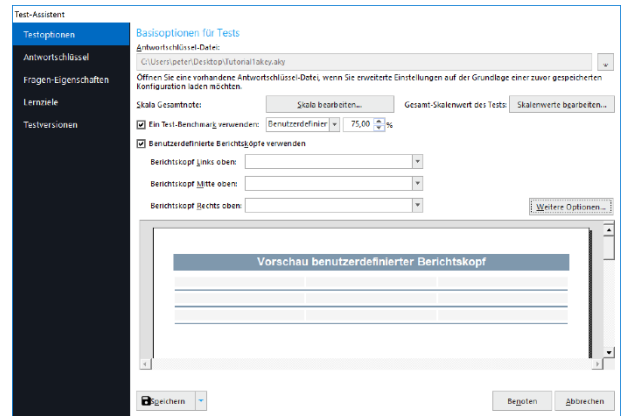 Test-Assistent
Testoptionen
Antwortschlüssel
Fragen-Eigenschaften
Lernziele
Testversionen
Basisoptionen für Tests
Antwortschlüssel-Datei:
C:\Users\peter\Desktop\Tutorial1akey.aky
Öffnen Sie eine vorhandene Antwortschlüssel-Datei, wenn Sie erweiterte Einstellungen auf der Grundlage einer zuver gespeicherten
Konfiguration laden möchten.
Skala Gesamtnote: Skala bearbeiten... Gesamt-Skalenwert des Tests: Skalenwerte bearbeiten...
Ein Test-Benchmark verwenden: Benutzerdefinier 75,00 %
Benutzerdefinierte Berichtsköpfe verwenden
Berichtskopf Links oben:
Berichtskopf Mitte oben:
Berichtskopf Rechts oben: Weitere Optionen...
Vorschau benutzerdefinierter Berichtskopf
Speichern Benoten Abbrechen